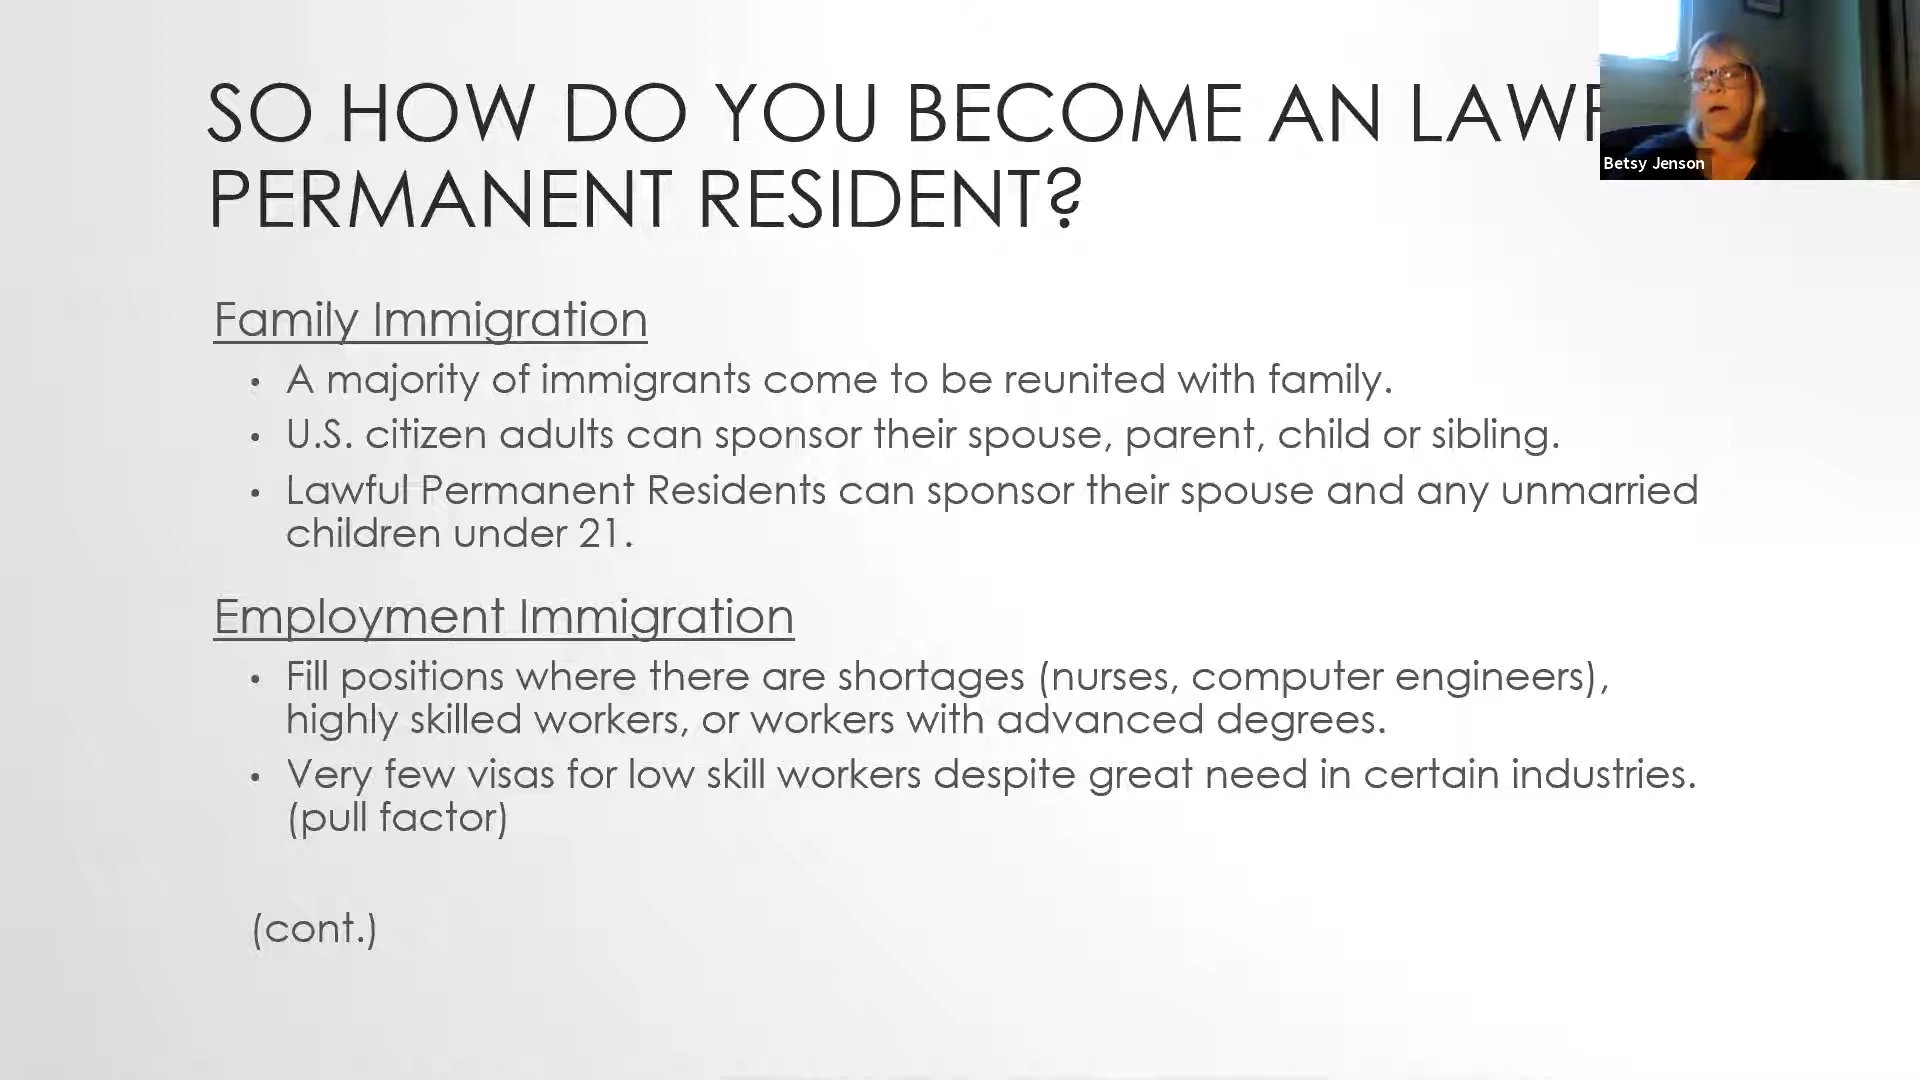 SO HOW DO YOU BECOME AN LAWF
PERMANENT RESIDENT?
Betsy Jenson
Family Immigration
• A majority of immigrants come to be reunited with family.
• U.S. citizen adults can sponsor their spouse, parent, child or sibling.
• Lawful Permanent Residents can sponsor their spouse and any unmarried
children under 21.
Employment Immigration
• Fill positions where there are shortages (nurses, computer engineers),
highly skilled workers, or workers with advanced degrees.
• Very few visas for low skill workers despite great need in certain industries.
(pull factor)
(cont.)